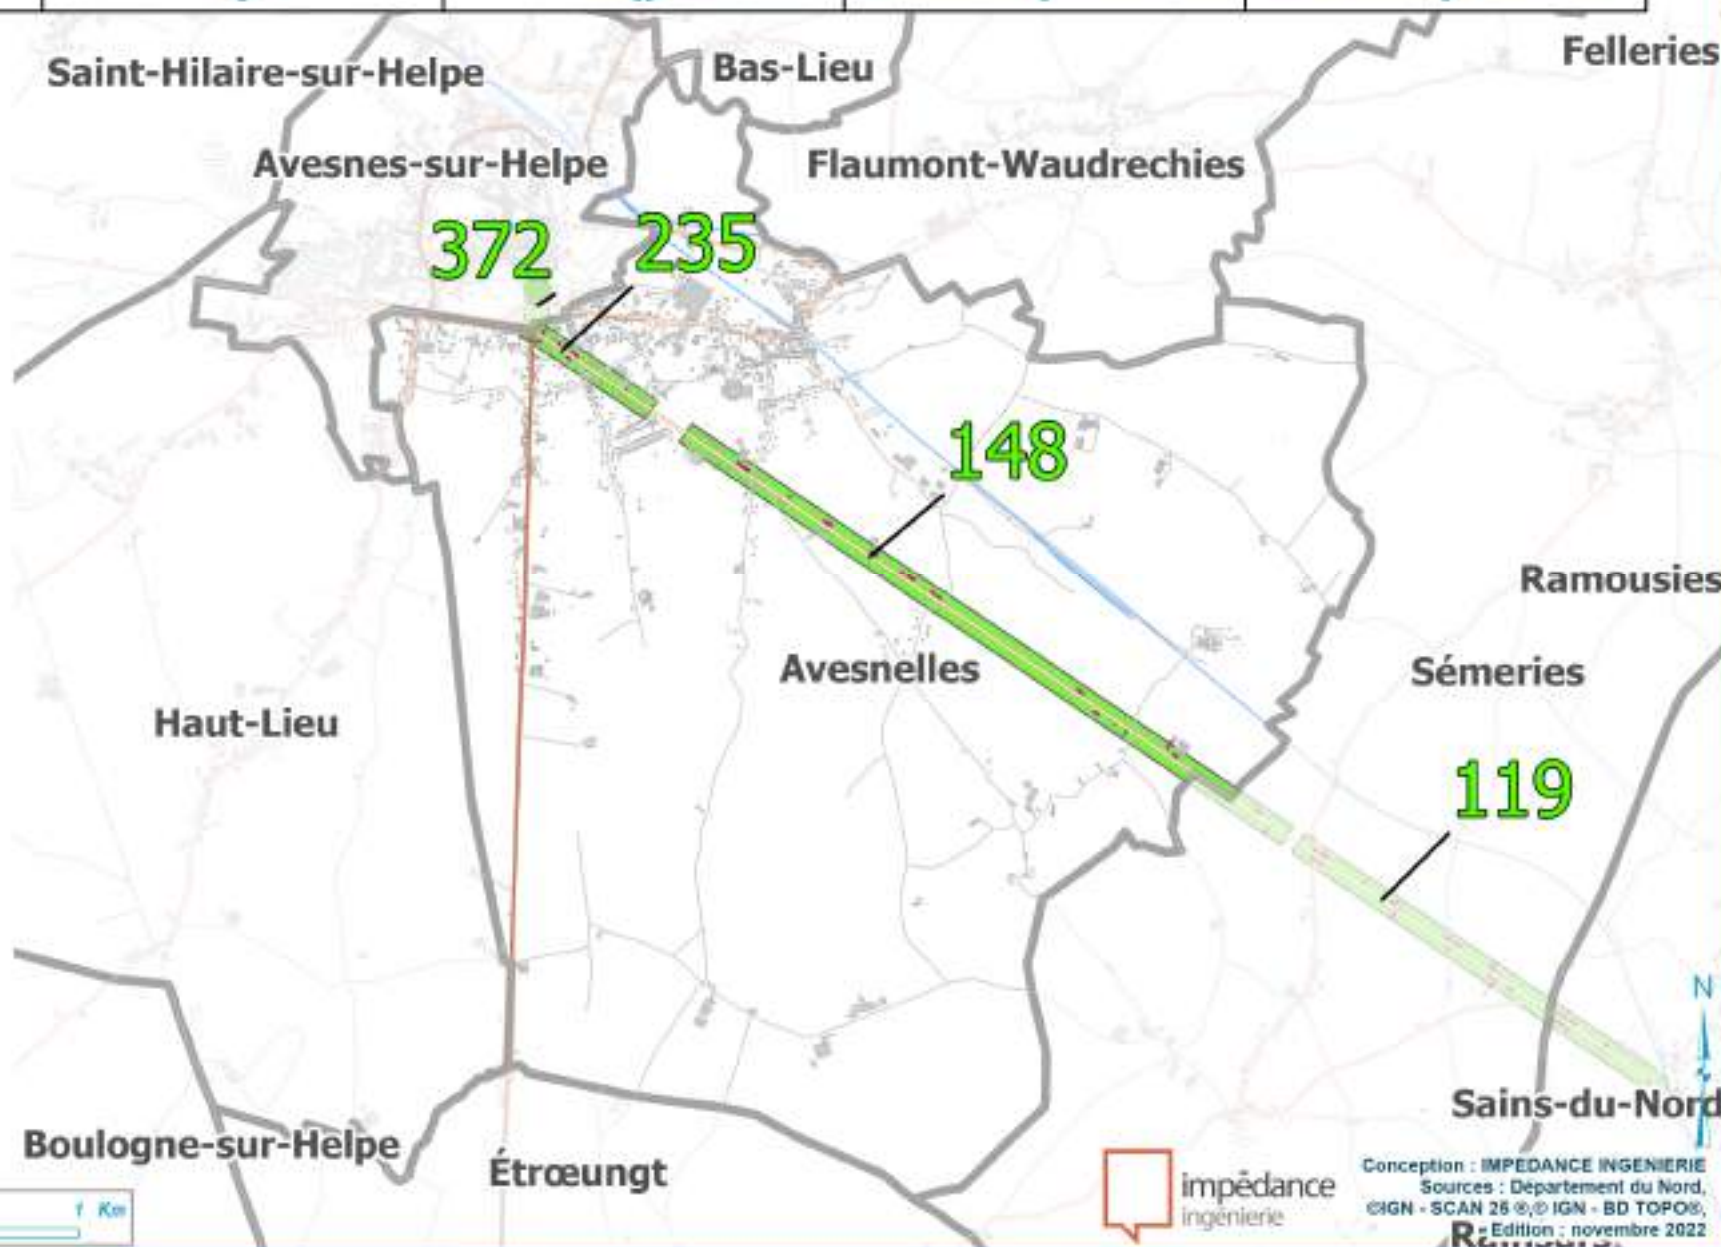 Saint-Hilaire-sur-Helpe
Bas-Lieu
Felleries
Avesnes-sur-Helpe
Flaumont-Waudrechies
372
235
148
Ramousies
Avesnelles
Sémeries
Haut-Lieu
119
N
Sains-du-Nord
Boulogne-sur-Helpe
Étrœungt
1 Km
impédance
ingénierie
Conception : IMPEDANCE INGENIERIE
Sources : Département du Nord,
©IGN - SCAN 25 ®,© IGN - BD TOPO®,
Edition : novembre 2022